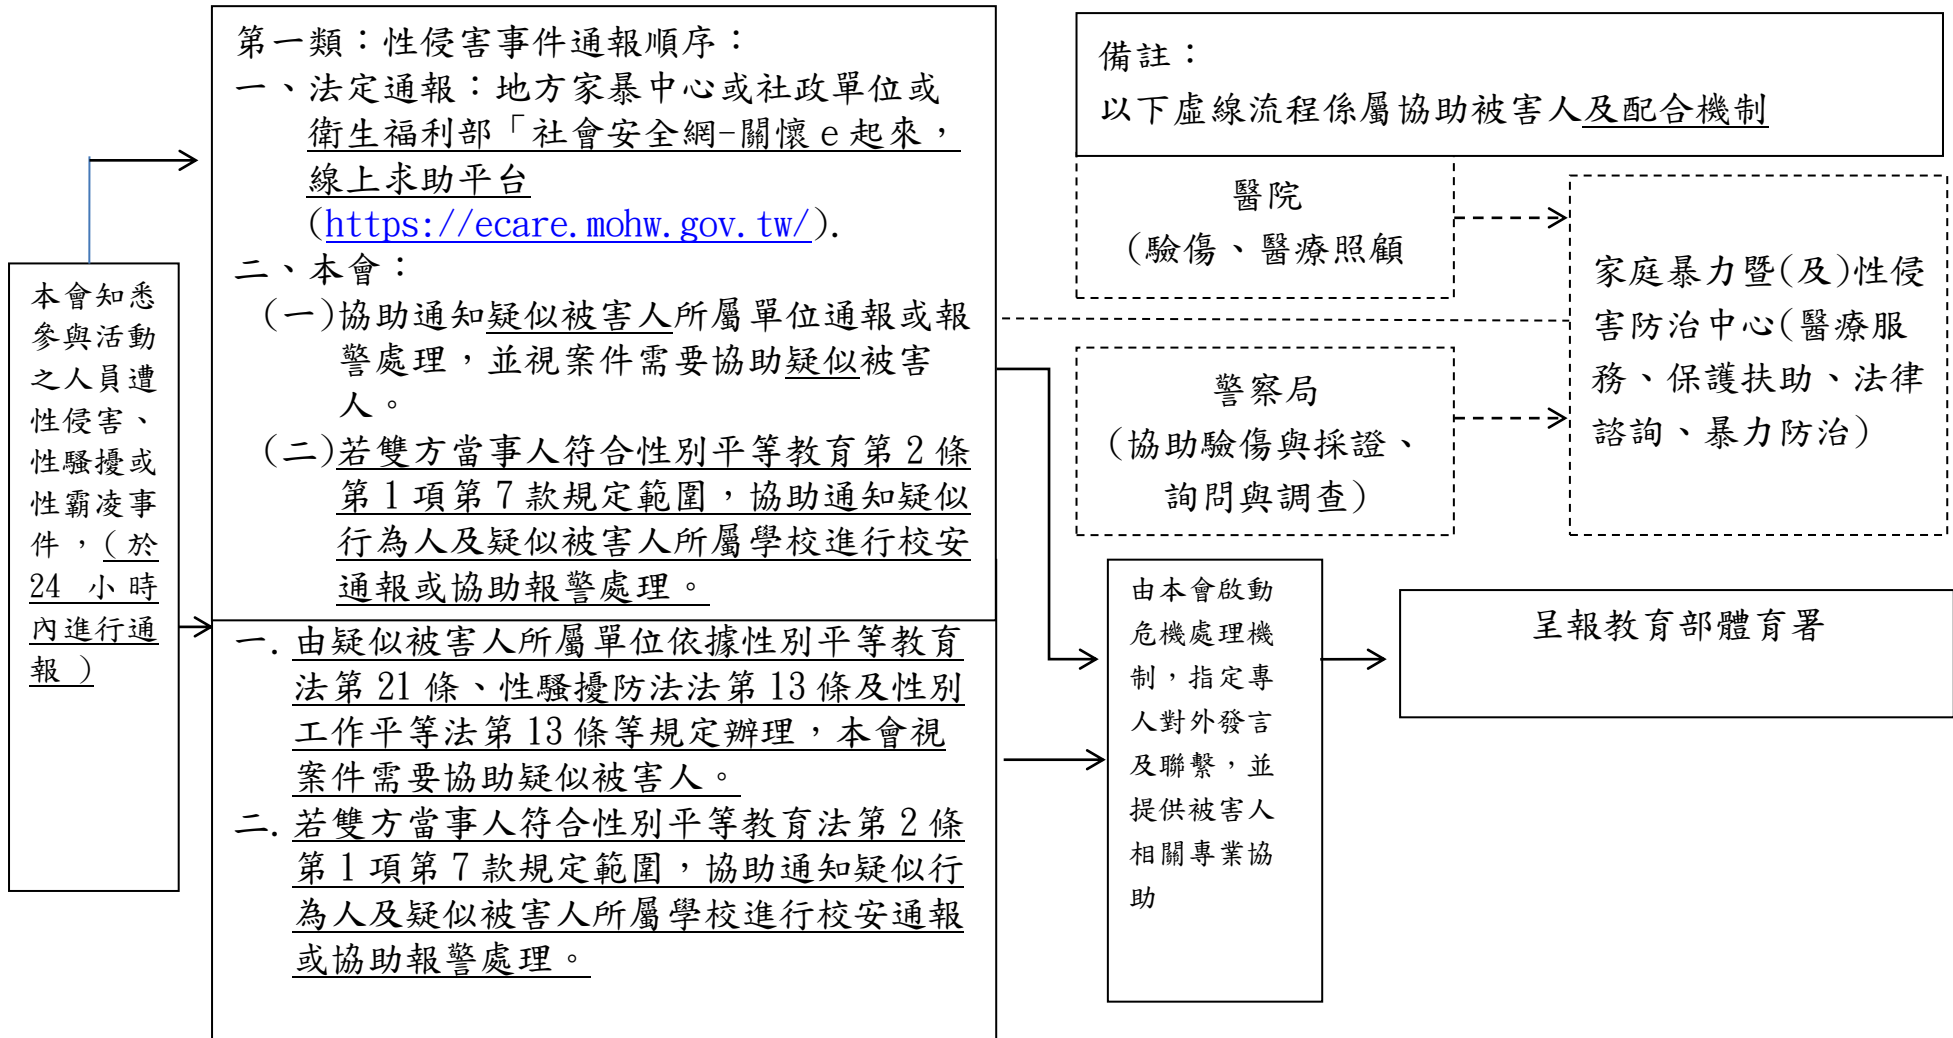 本會知悉
參與活動
之人員遭
性侵害、
性騷擾或
性霸凌事
件，(於
24 小時
內進行通
報)
第一類：性侵害事件通報順序：
一、法定通報：地方家暴中心或社政單位或
衛生福利部「社會安全網-關懷e起來，
線上求助平台
(https://ecare.mohw.gov.tw/).
二、本會：
(一)協助通知疑似被害人所屬單位通報或報
警處理，並視案件需要協助疑似被害
人。
(二)若雙方當事人符合性別平等教育第2條
第1項第7款規定範圍，協助通知疑似
行為人及疑似被害人所屬學校進行校安
通報或協助報警處理。
一.由疑似被害人所屬單位依據性別平等教育
法第21條、性騷擾防法法第13條及性別
工作平等法第13條等規定辦理，本會視
案件需要協助疑似被害人。
二.若雙方當事人符合性別平等教育法第2條
第1項第7款規定範圍，協助通知疑似行
為人及疑似被害人所屬學校進行校安通報
或協助報警處理。
備註：
以下虛線流程係屬協助被害人及配合機制
醫院
(驗傷、醫療照顧
警察局
(協助驗傷與採證、
詢問與調查)
家庭暴力暨(及)性侵
害防治中心(醫療服
務、保護扶助、法律
諮詢、暴力防治)
由本會啟動
危機處理機
制，指定專
人對外發言
及聯繫，並
提供被害人
相關專業協
助
呈報教育部體育署